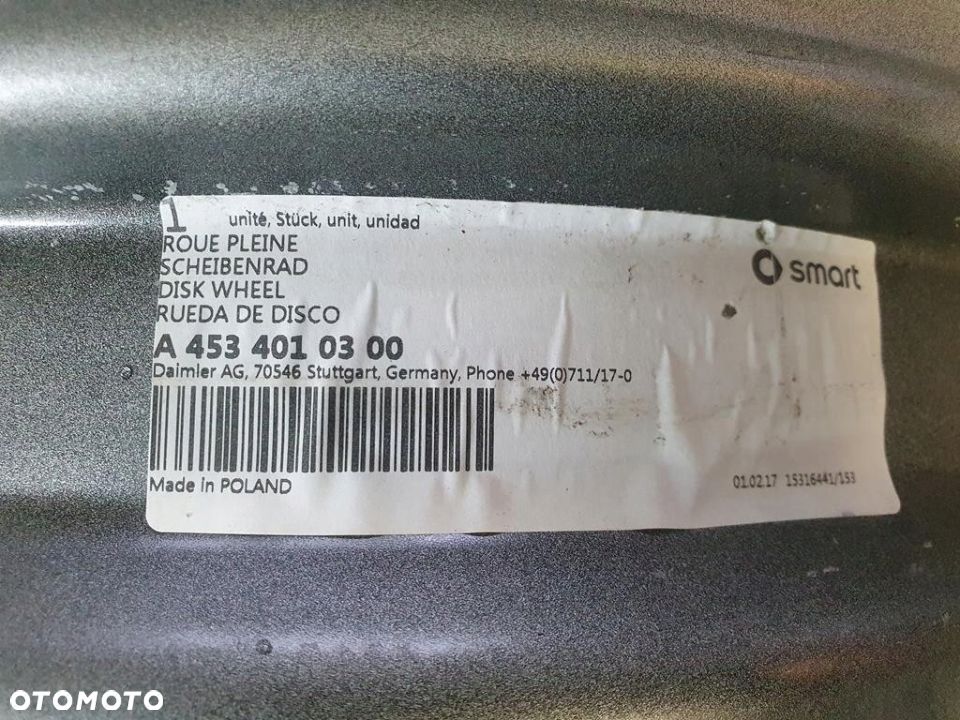 1 unité, Stück, unit, unidad
ROUE PLEINE
SCHEIBENRAD
DISK WHEEL
RUEDA DE DISCO
smart
A 453 401 03 00
Daimler AG, 70546 Stuttgart, Germany, Phone +49(0)711/17-0
Made in POLAND
01.02.17 15316441/153
OTOMOTO